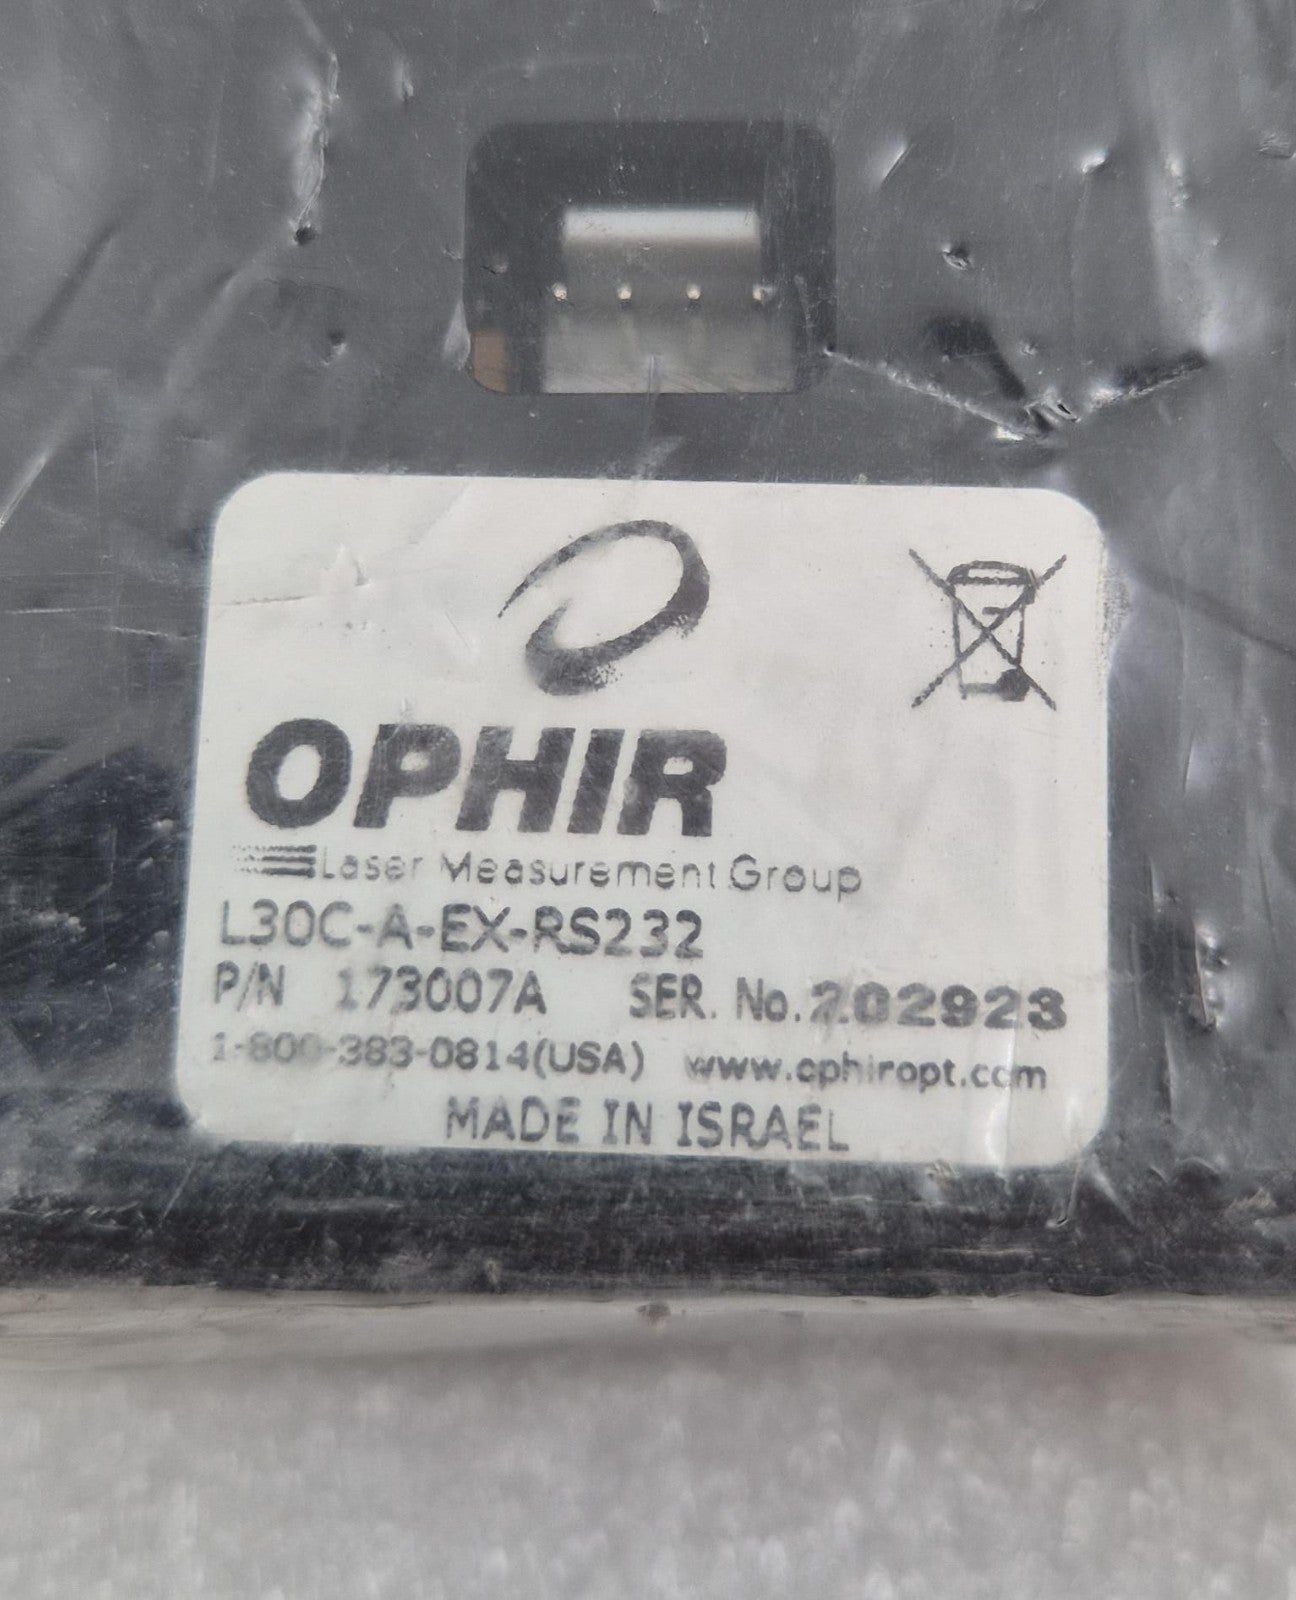 OPHIR
Laser Measurement Group
L30C-A-EX-RS232
P/N 173007A SER. No. 202923
1-800-383-0814(USA) www.ophiropt.com
MADE IN ISRAEL